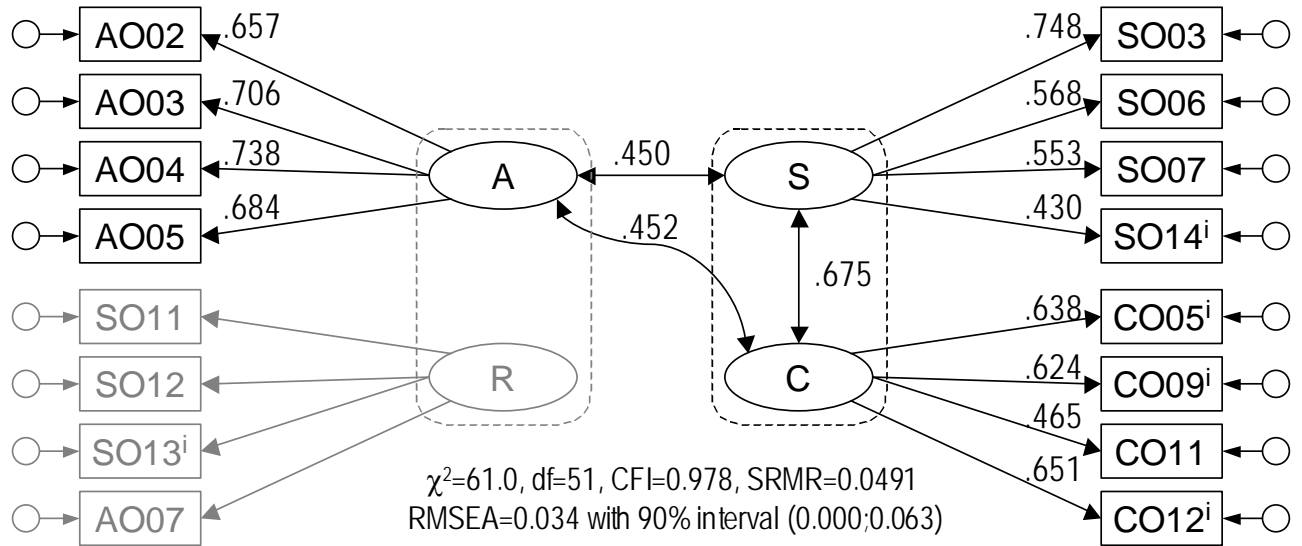 AO02 .657 .748 SO03
AO03 .706 .568 SO06
AO04 .738 A .450 S .553 SO07
AO05 .684 .452 .430 SO14ⁱ
.675
SO11 .638 CO05ⁱ
SO12 R C .624 CO09ⁱ
SO13ⁱ .465 CO11
AO07 .651 CO12ⁱ
χ²=61.0, df=51, CFI=0.978, SRMR=0.0491
RMSEA=0.034 with 90% interval (0.000;0.063)